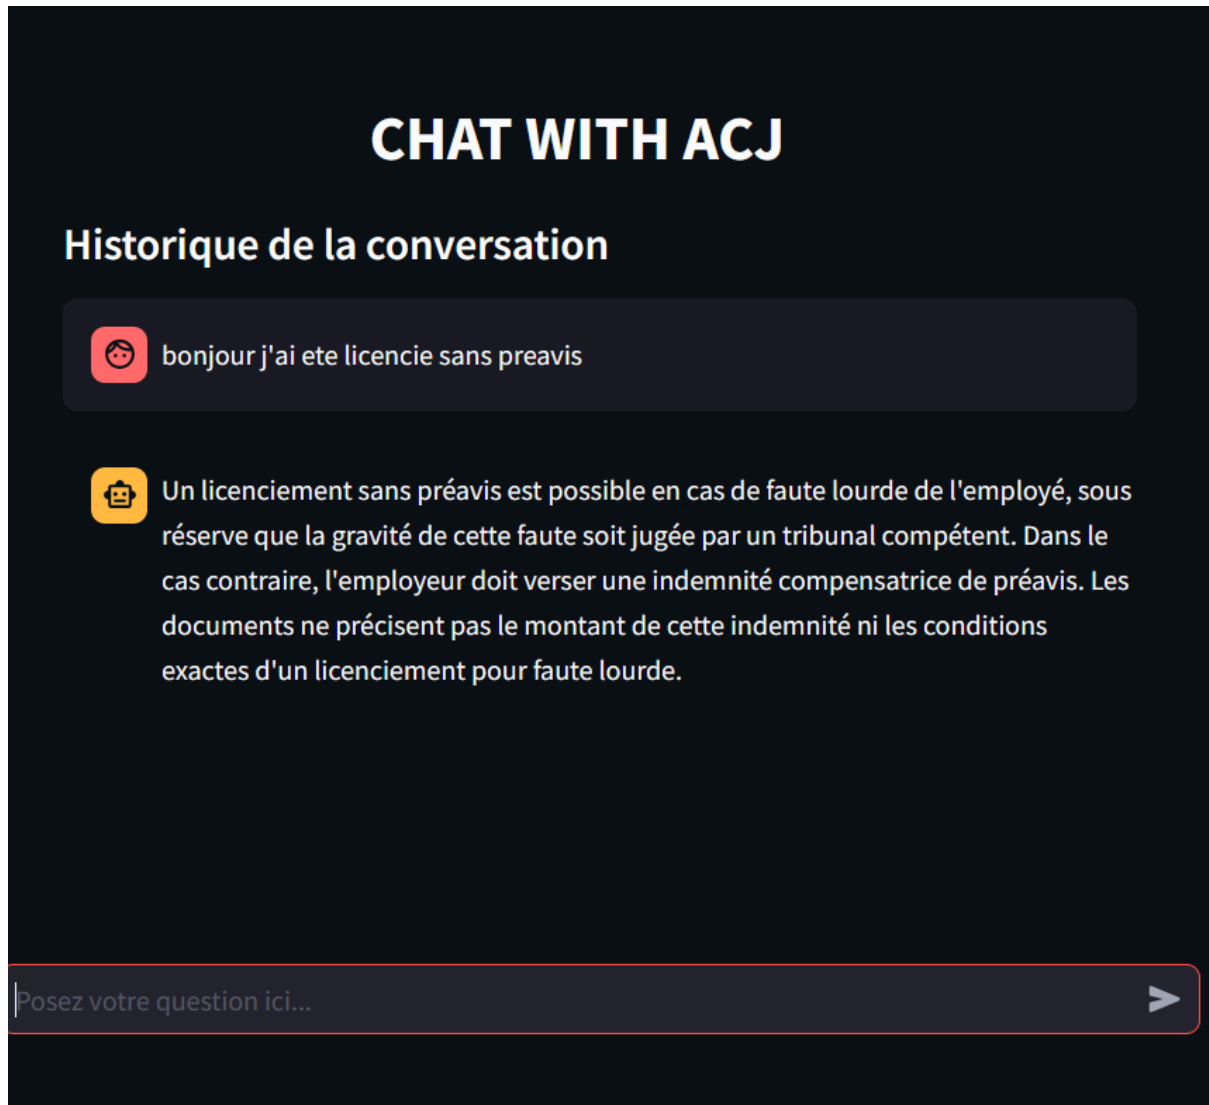 CHAT WITH ACJ
Historique de la conversation
bonjour j'ai ete licencie sans preavis
Un licenciement sans préavis est possible en cas de faute lourde de l'employé, sous
réserve que la gravité de cette faute soit jugée par un tribunal compétent. Dans le
cas contraire, l'employeur doit verser une indemnité compensatrice de préavis. Les
documents ne précisent pas le montant de cette indemnité ni les conditions
exactes d'un licenciement pour faute lourde.
Posez votre question ici...